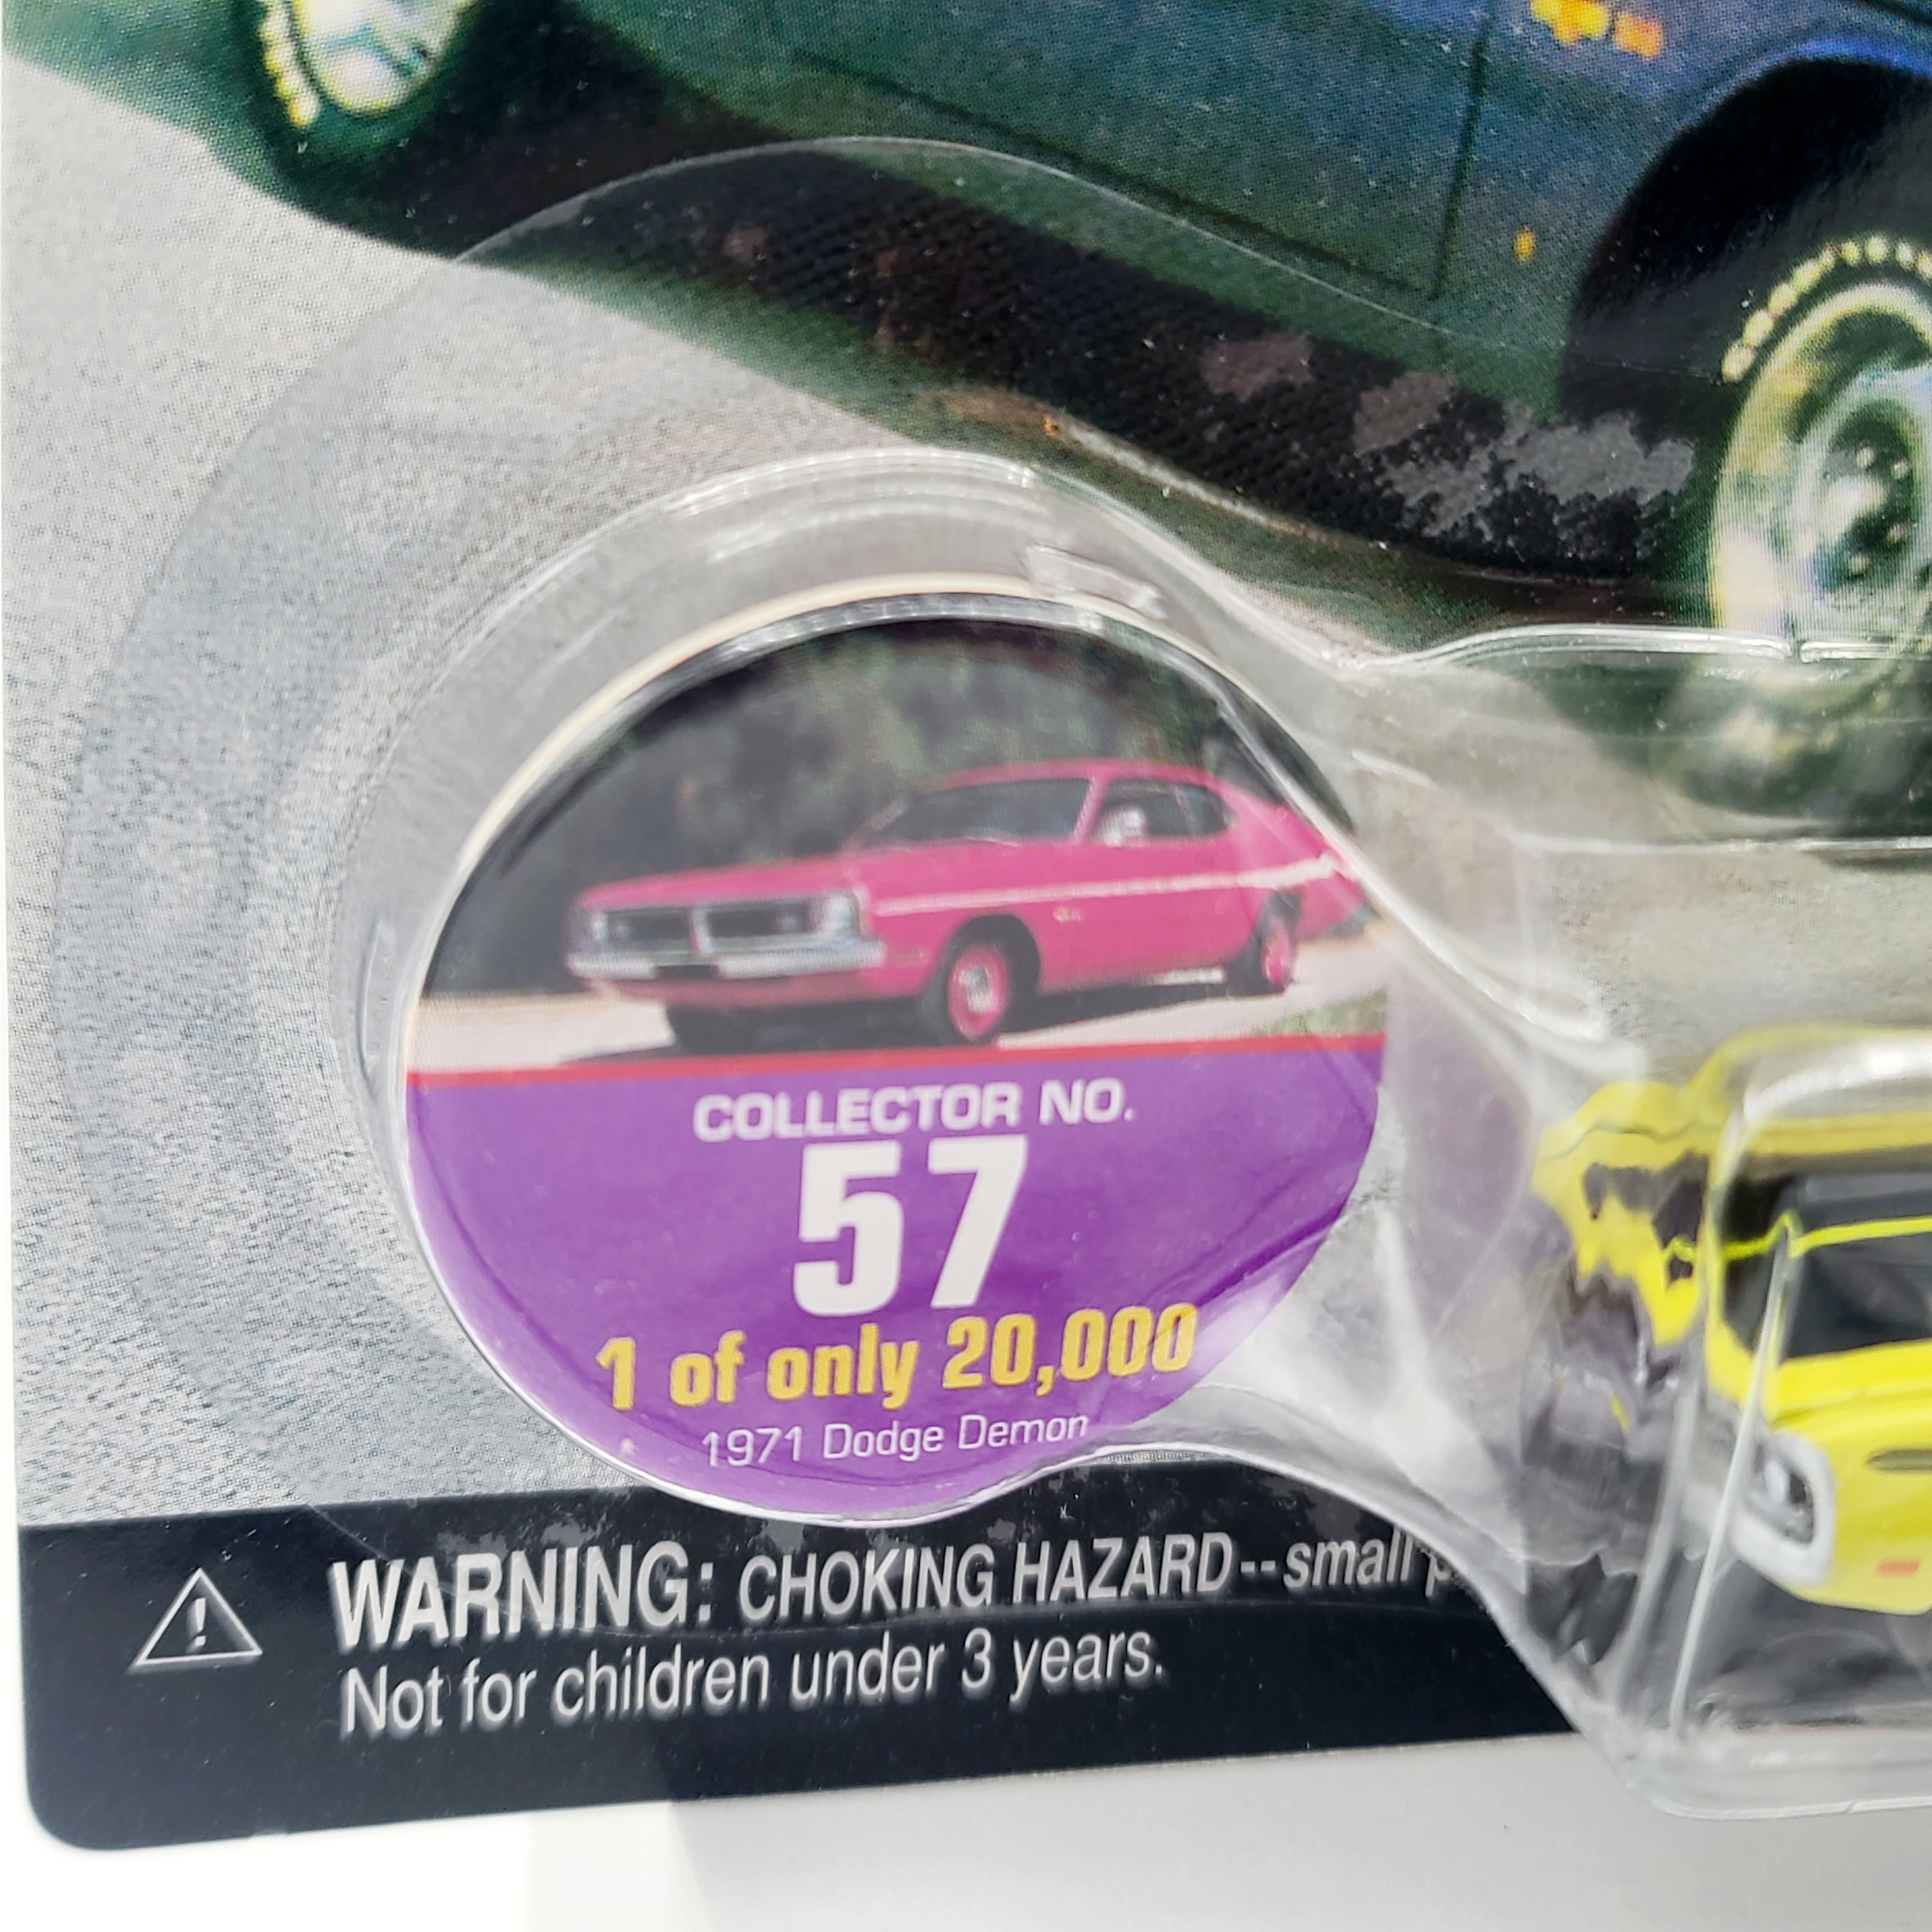 COLLECTOR NO.
57
1 of only 20,000
1971 Dodge Demon
WARNING: CHOKING HAZARD--small
Not for children under 3 years.